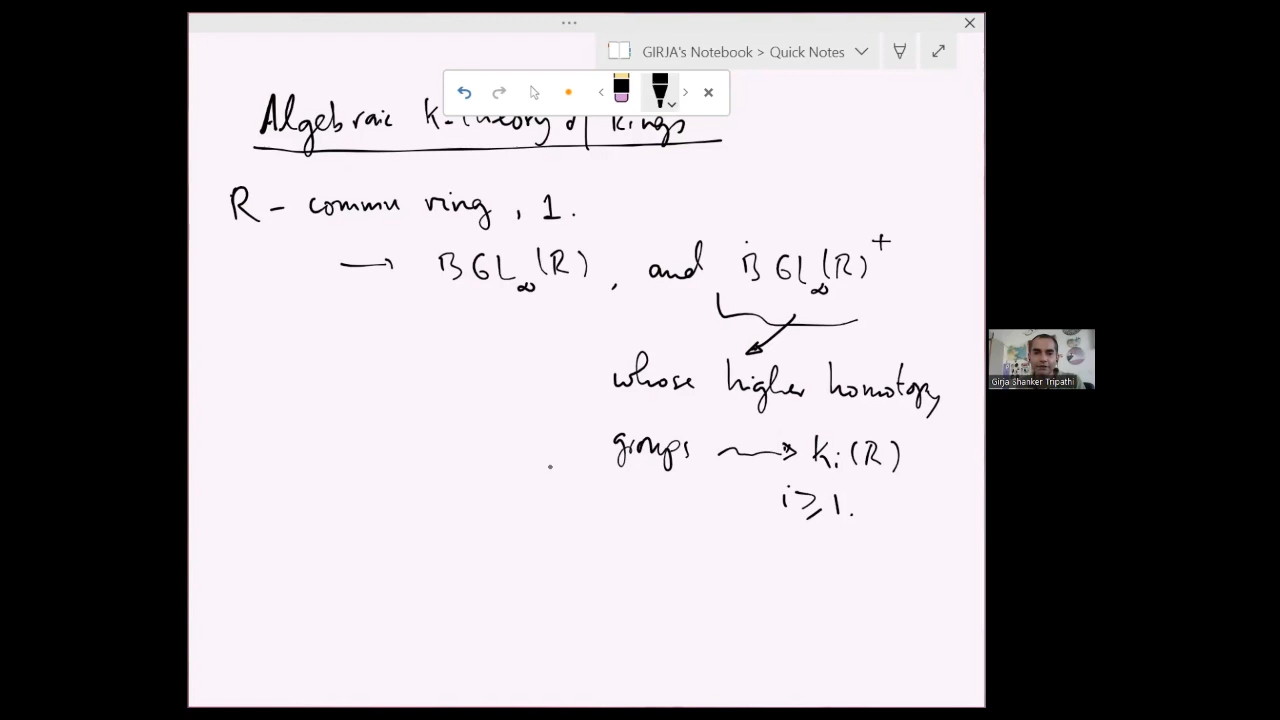 GIRJA's Notebook > Quick Notes
Algebraic K-Theory of Rings
R - commu ring, 1.
→ BGL∞(R), and BGL∞(R)⁺
whose higher homotopy
groups ⟶ Ki(R)
i ≥ 1.
Girja Shanker Tripathi